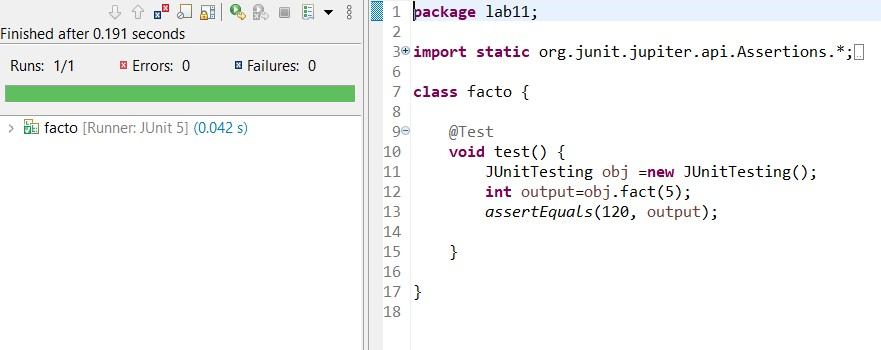 Finished after 0.191 seconds
Runs: 1/1 Errors: 0 Failures: 0
facto [Runner: JUnit 5] (0.042 s)
1 package lab11;
2
3 import static org.junit.jupiter.api.Assertions.*;
6
7 class facto {
8
9 @Test
10 void test() {
11 JUnitTesting obj =new JUnitTesting();
12 int output=obj.fact(5);
13 assertEquals(120, output);
14
15 }
16
17 }
18